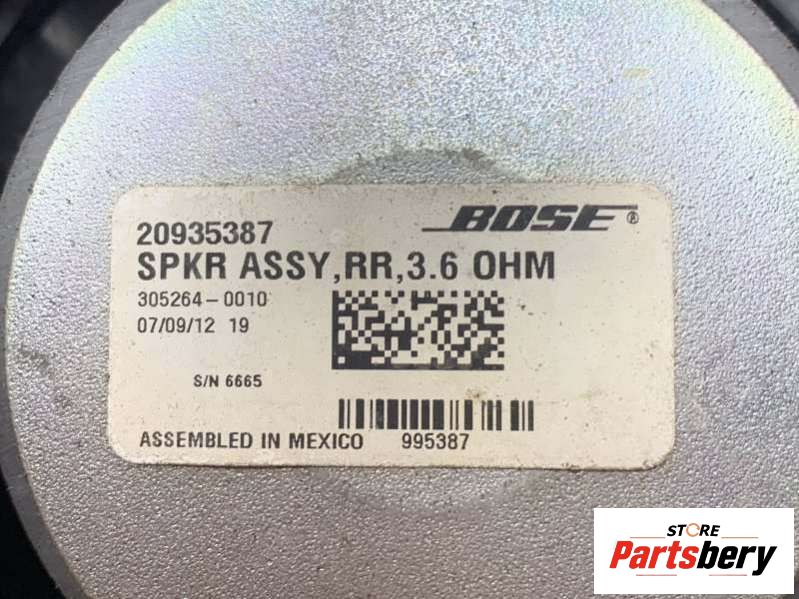 20935387
BOSE®
SPKR ASSY,RR,3.6 OHM
305264-0010
07/09/12 19
S/N 6665
ASSEMBLED IN MEXICO 995387
STORE
Partsbery